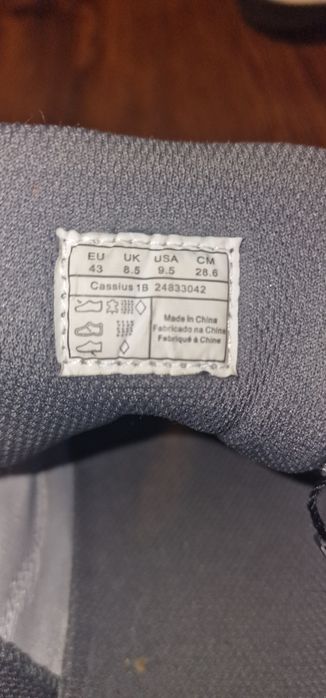 EU UK USA CM
43 8.5 9.5 28.6
Cassius 1B 24833042
Made in China
Fabricado na China
Fabriqué à Chine